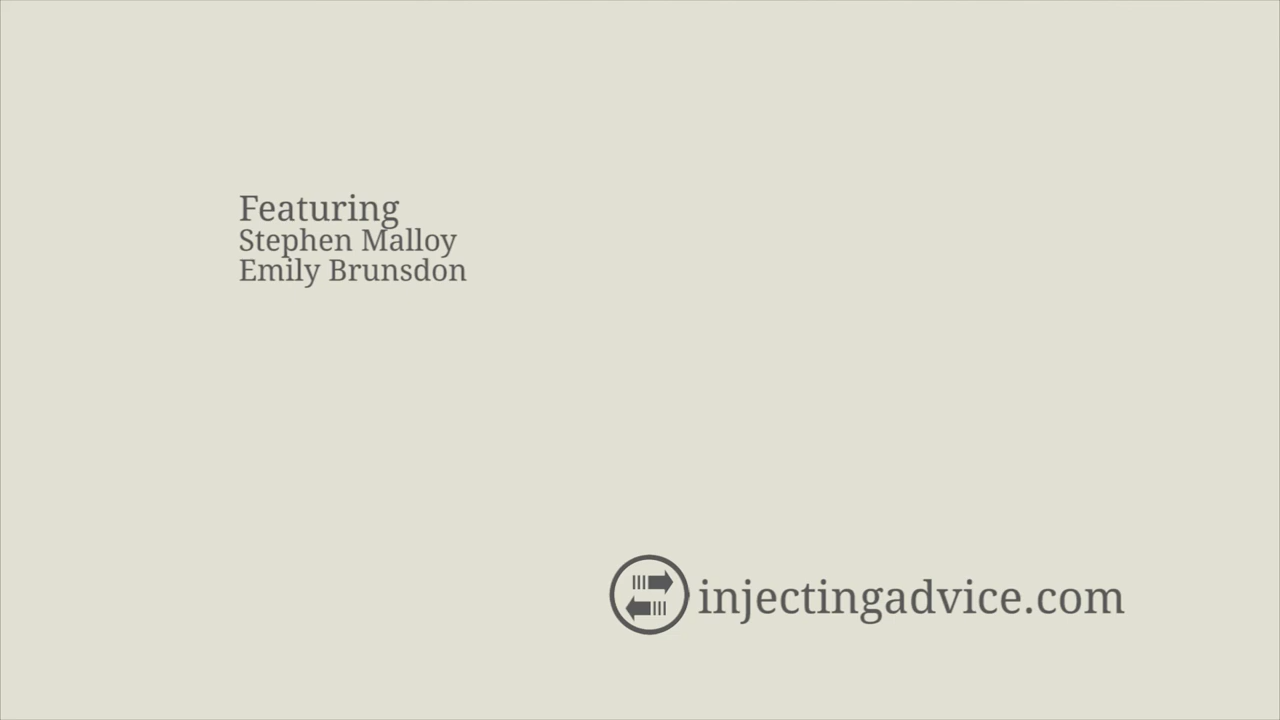 Featuring
Stephen Malloy
Emily Brunsdon
injectingadvice.com